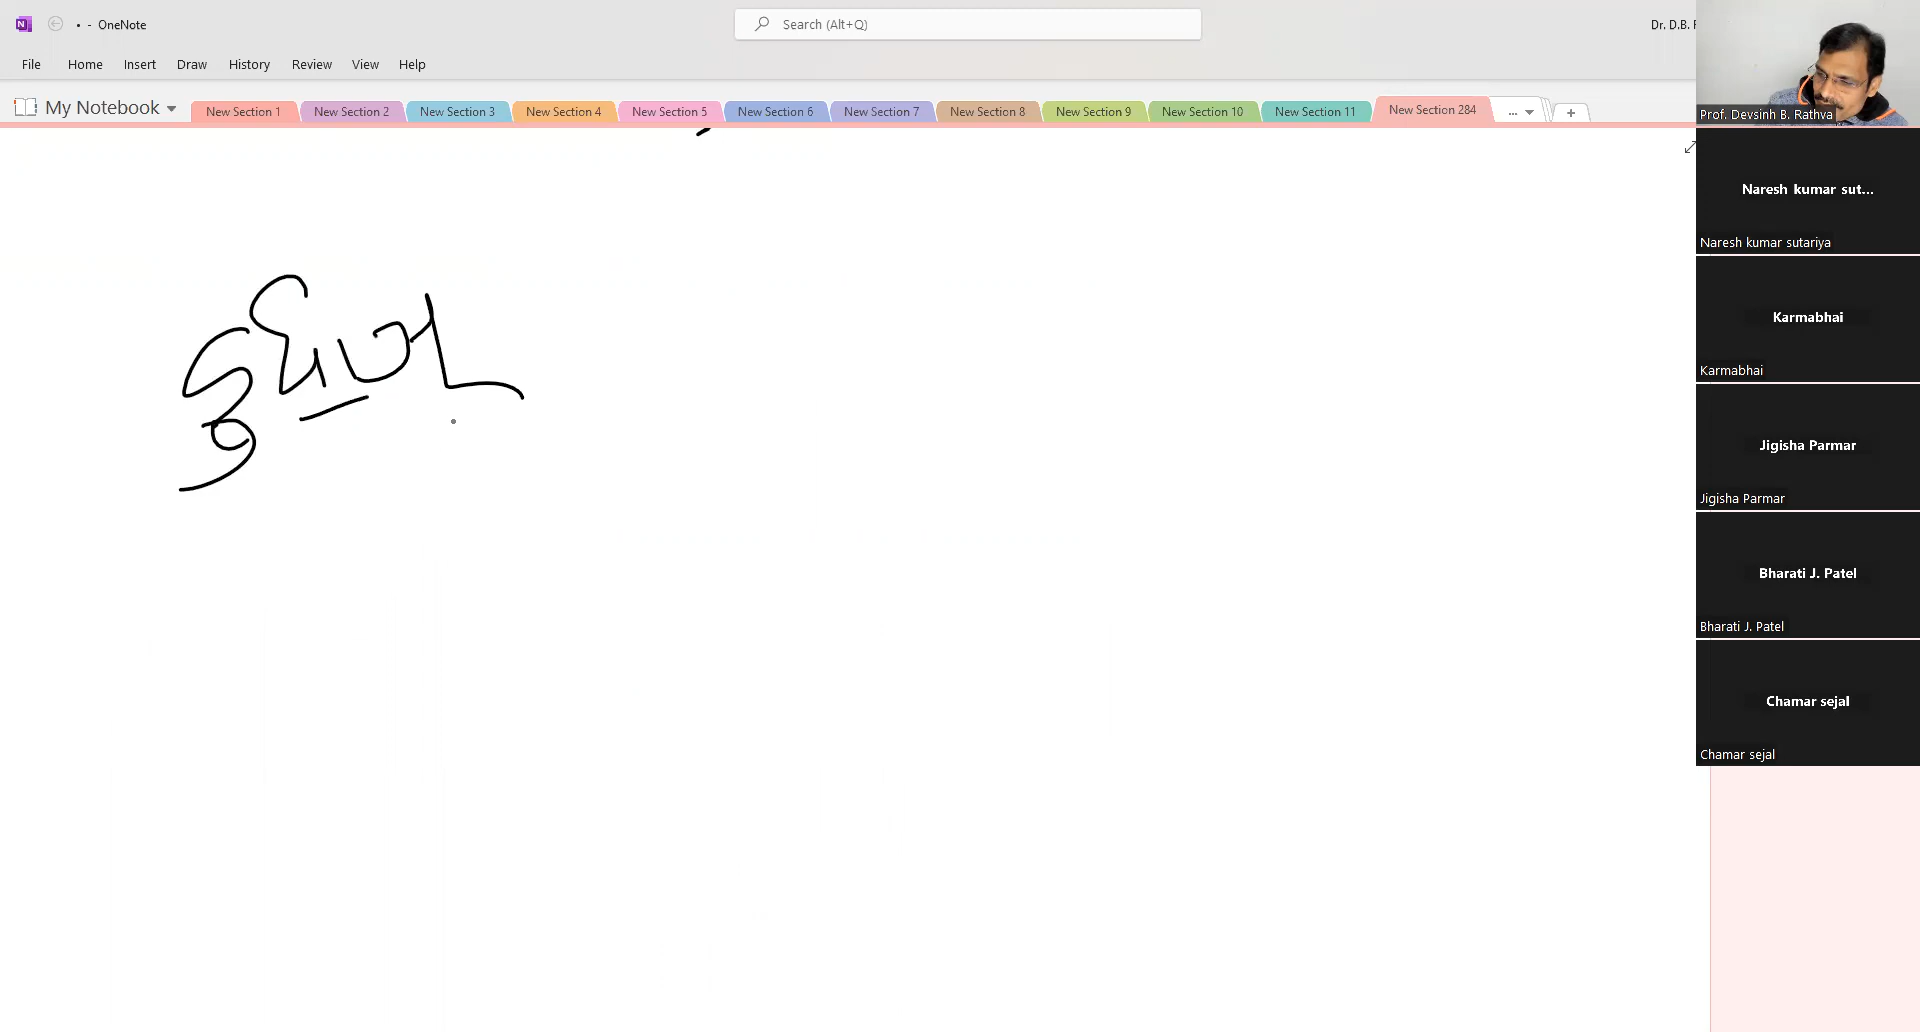 • - OneNote
Search (Alt+Q)
Dr. D.B.
File Home Insert Draw History Review View Help
My Notebook New Section 1 New Section 2 New Section 3 New Section 4 New Section 5 New Section 6 New Section 7 New Section 8 New Section 9 New Section 10 New Section 11 New Section 284 ...
Prof. Devsinh B. Rathva
Naresh kumar sut...
Naresh kumar sutariya
Karmabhai
Karmabhai
Jigisha Parmar
Jigisha Parmar
Bharati J. Patel
Bharati J. Patel
Chamar sejal
Chamar sejal